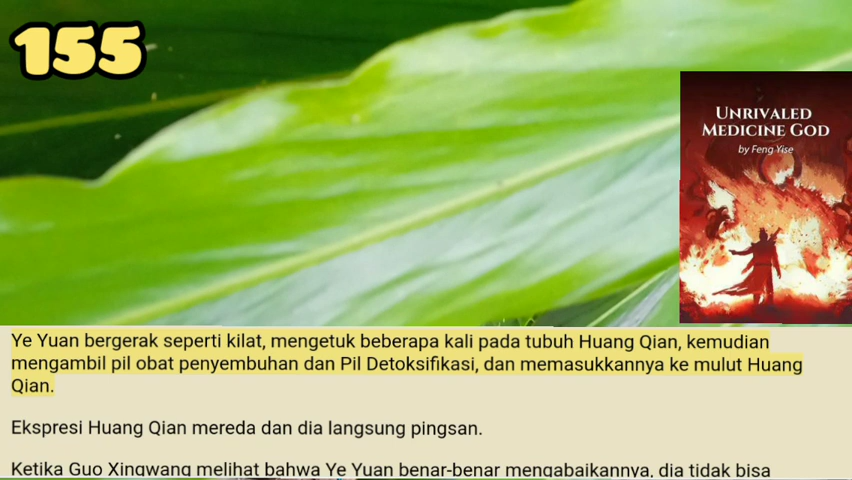 155
UNRIVALED
MEDICINE GOD
by Feng Yise
Ye Yuan bergerak seperti kilat, mengetuk beberapa kali pada tubuh Huang Qian, kemudian
mengambil pil obat penyembuhan dan Pil Detoksifikasi, dan memasukkannya ke mulut Huang
Qian.
Ekspresi Huang Qian mereda dan dia langsung pingsan.
Ketika Guo Xingwang melihat bahwa Ye Yuan benar-benar mengabaikannya, dia tidak bisa